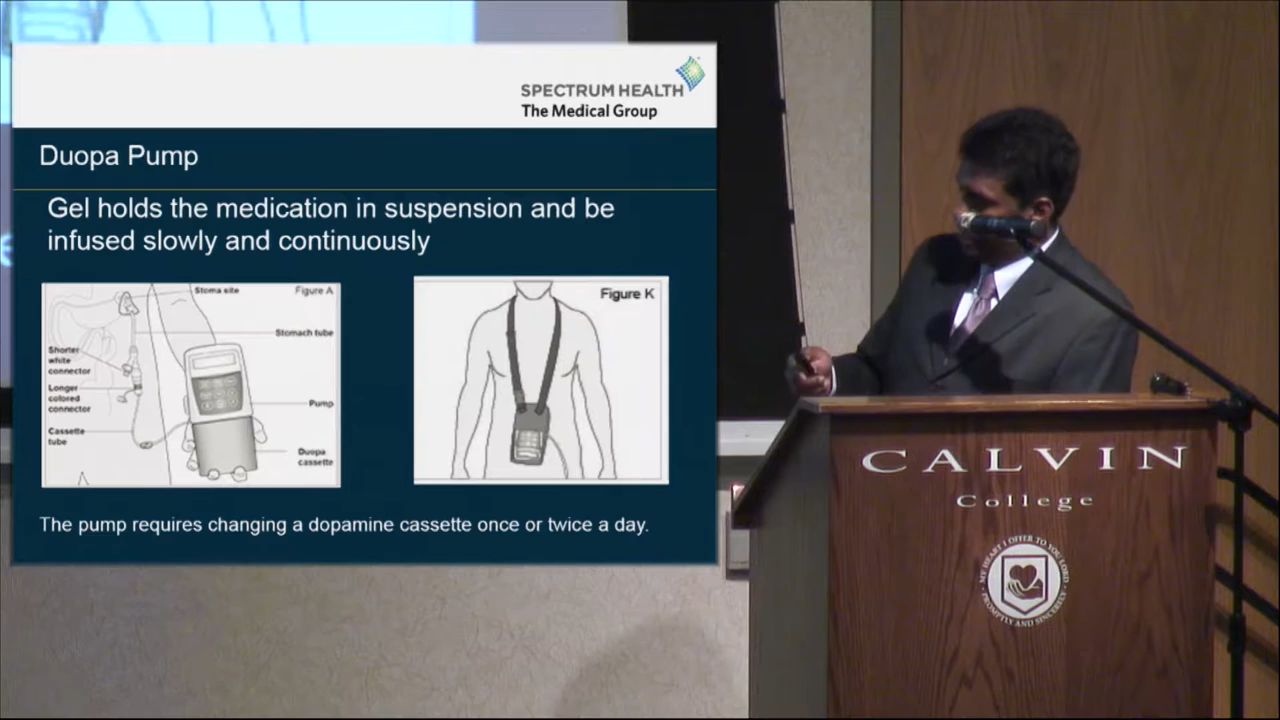 SPECTRUM HEALTH
The Medical Group
Duopa Pump
Gel holds the medication in suspension and be
infused slowly and continuously
Stoma site
Figure A
Stomach tube
Shorter
white
connector
Longer
colored
connector
Pump
Cassette
tube
Duopa
cassette
Figure K
The pump requires changing a dopamine cassette once or twice a day.
CALVIN
College
MY HEART I OFFER TO YOU LORD
PROMPTLY AND SINCERELY